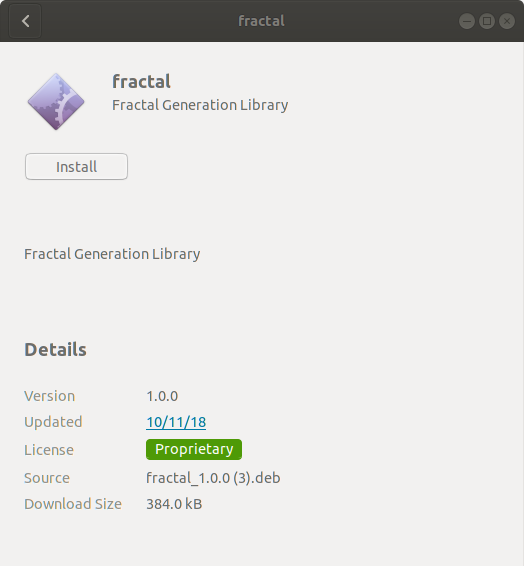 fractal
fractal
Fractal Generation Library
Install
Fractal Generation Library
Details
Version 1.0.0
Updated 10/11/18
License Proprietary
Source fractal_1.0.0 (3).deb
Download Size 384.0 kB